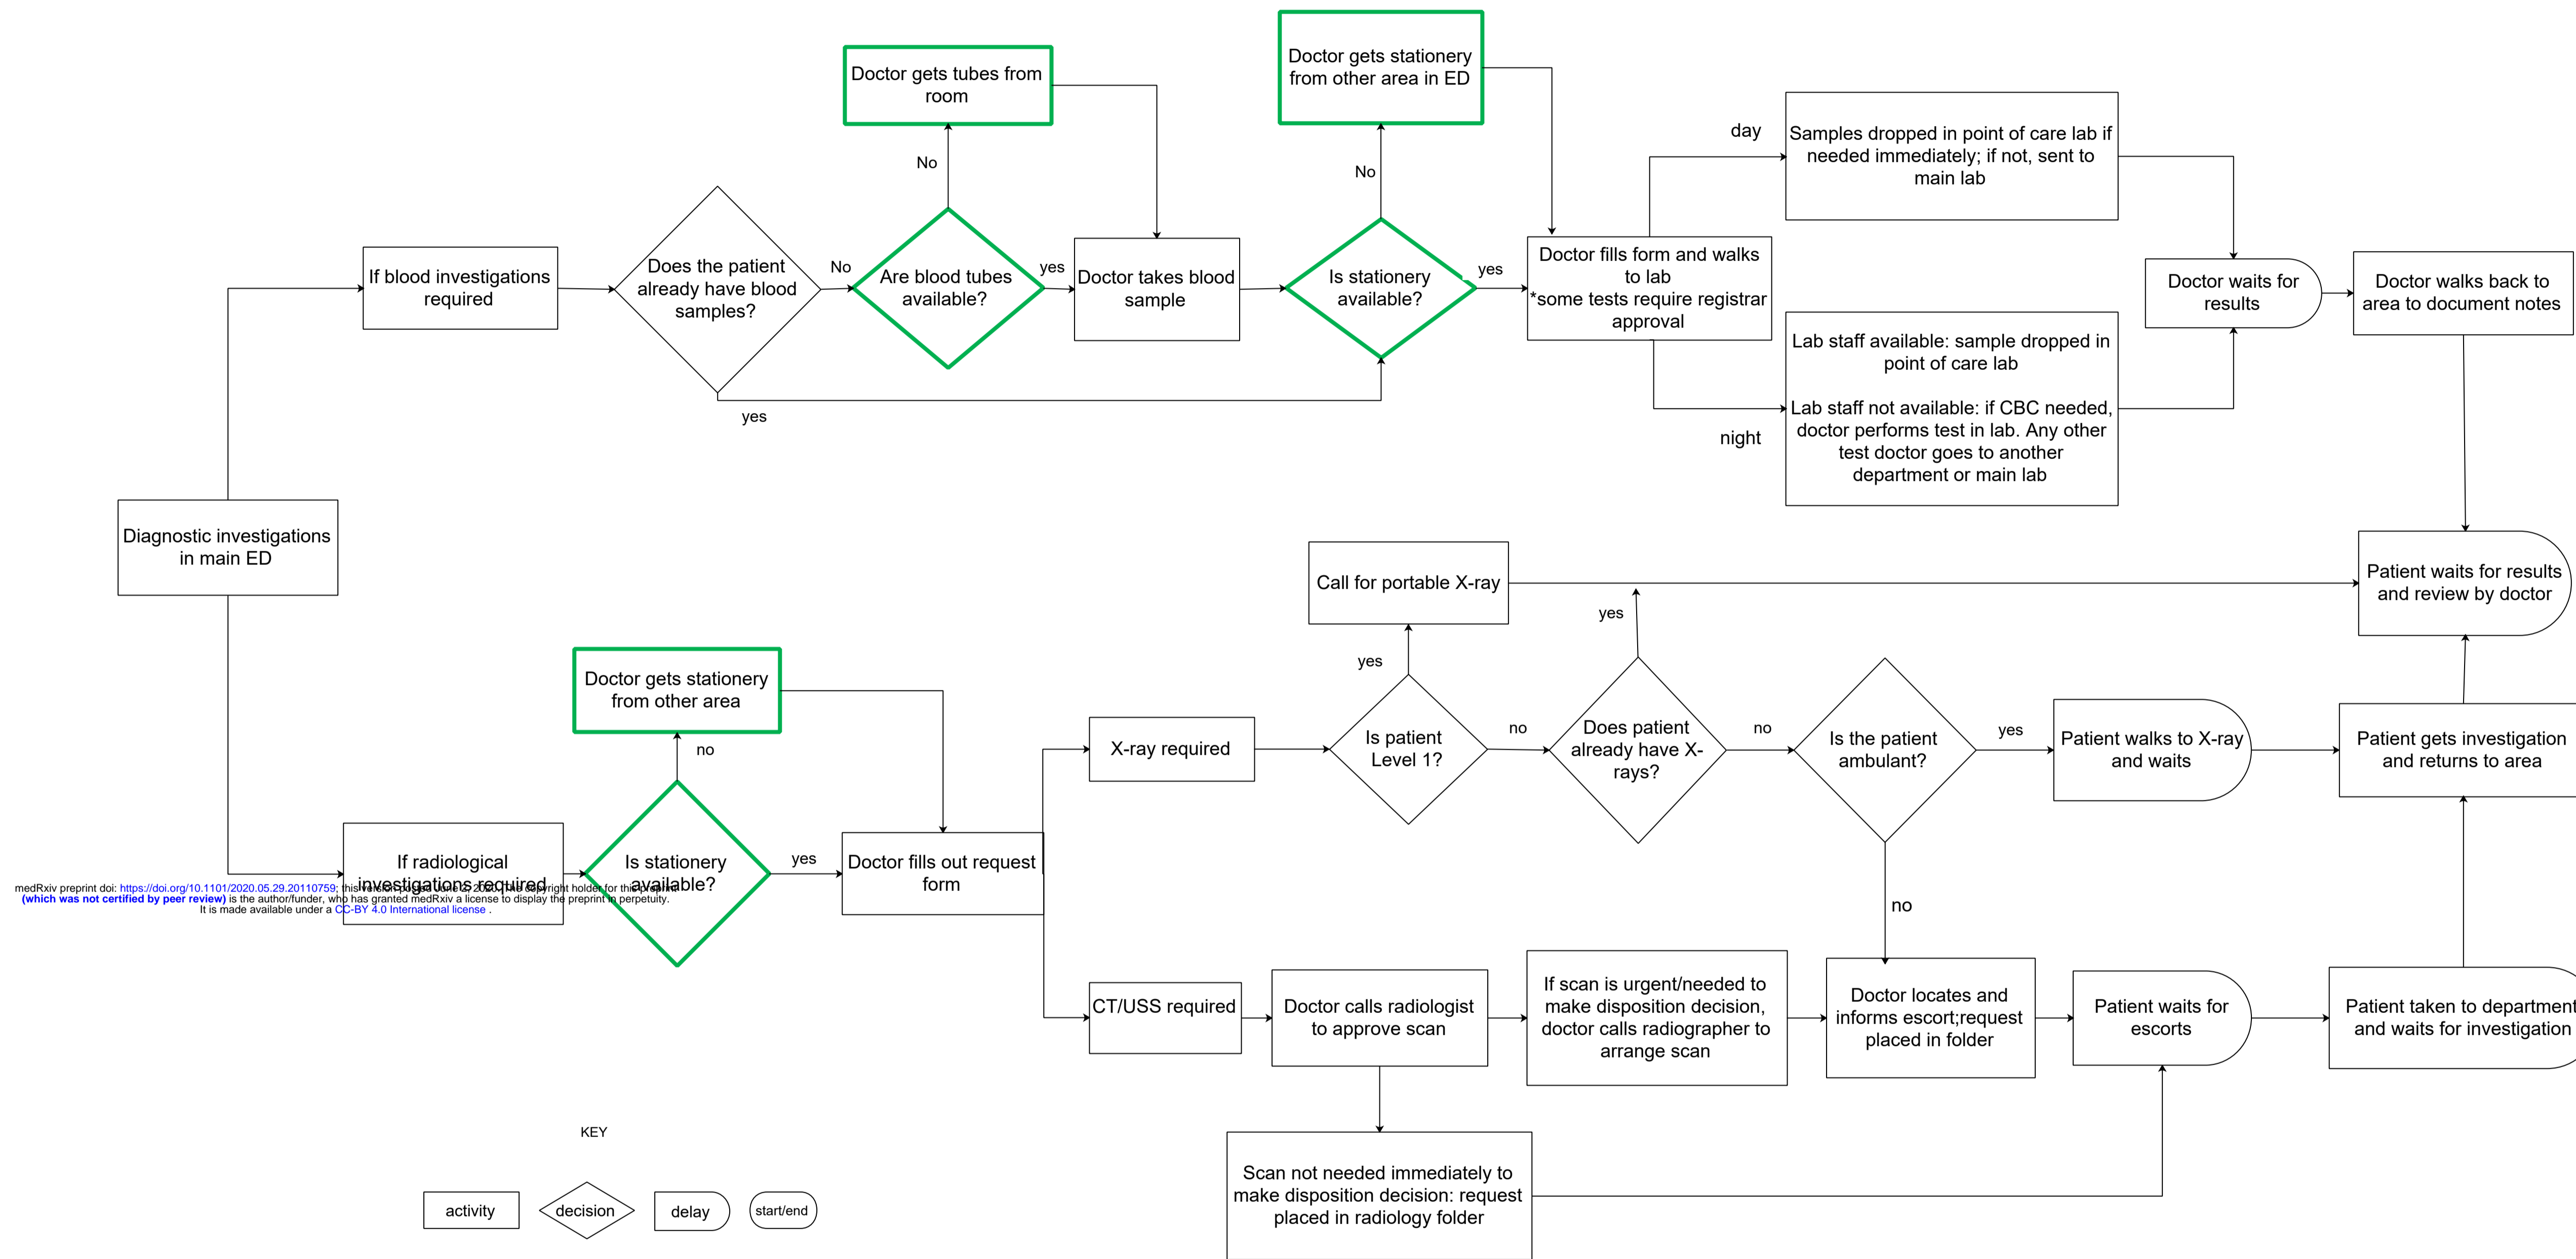 Doctor gets tubes from
room
Doctor gets stationery
from other area in ED
No
No
day
Samples dropped in point of care lab if
needed immediately; if not, sent to
main lab
If blood investigations
required
Does the patient
already have blood
samples?
No
Are blood tubes
available?
yes
Doctor takes blood
sample
Is stationery
available?
yes
Doctor fills form and walks
to lab
*some tests require registrar
approval
Doctor waits for
results
Doctor walks back to
area to document notes
yes
night
Lab staff available: sample dropped in
point of care lab
Lab staff not available: if CBC needed,
doctor performs test in lab. Any other
test doctor goes to another
department or main lab
Diagnostic investigations
in main ED
Call for portable X-ray
yes
yes
Patient waits for results
and review by doctor
Doctor gets stationery
from other area
no
X-ray required
Is patient
Level 1?
no
Does patient
already have X-
rays?
no
Is the patient
ambulant?
yes
Patient walks to X-ray
and waits
Patient gets investigation
and returns to area
If radiological
investigations required
Is stationery
available?
yes
Doctor fills out request
form
no
medRxiv preprint doi: https://doi.org/10.1101/2020.05.29.20110759; this version posted June 2, 2020. The copyright holder for this preprint
(which was not certified by peer review) is the author/funder, who has granted medRxiv a license to display the preprint in perpetuity.
It is made available under a CC-BY 4.0 International license .
CT/USS required
Doctor calls radiologist
to approve scan
If scan is urgent/needed to
make disposition decision,
doctor calls radiographer to
arrange scan
Doctor locates and
informs escort;request
placed in folder
Patient waits for
escorts
Patient taken to department
and waits for investigation
Scan not needed immediately to
make disposition decision: request
placed in radiology folder
KEY
activity
decision
delay
start/end